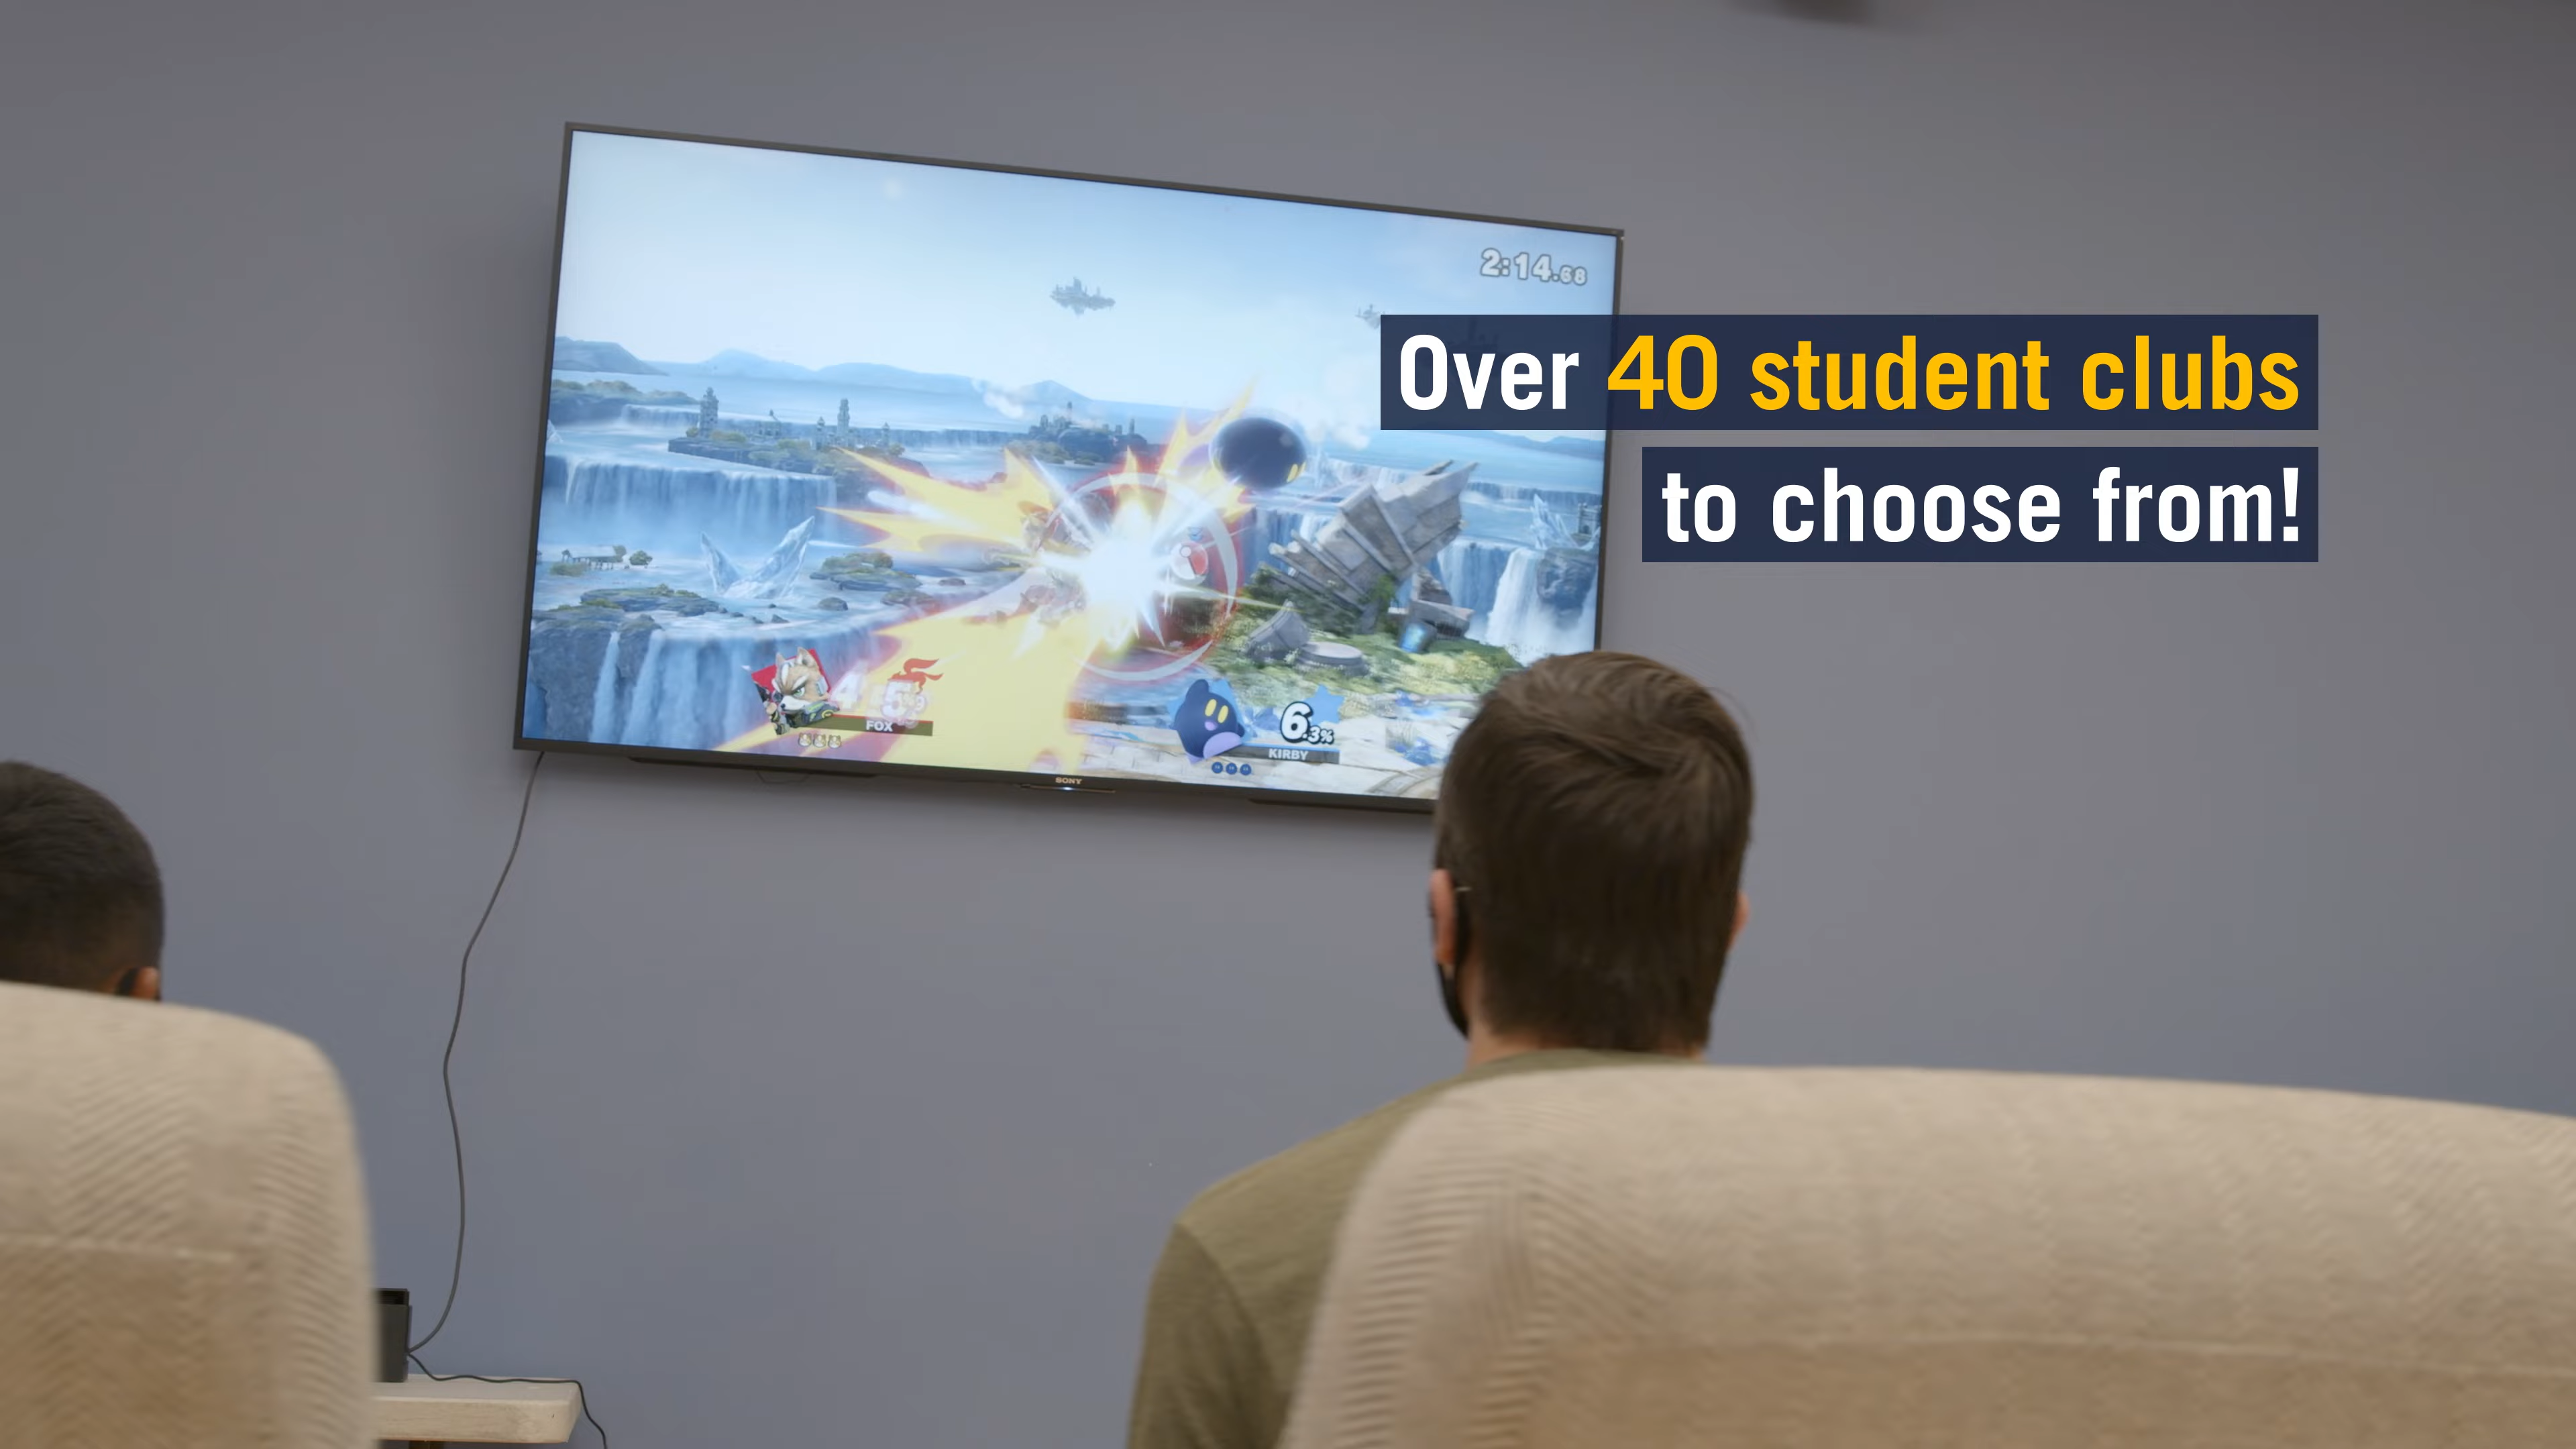 2:14.68
Over 40 student clubs
to choose from!
FOX
6.3%
KIRBY
SONY